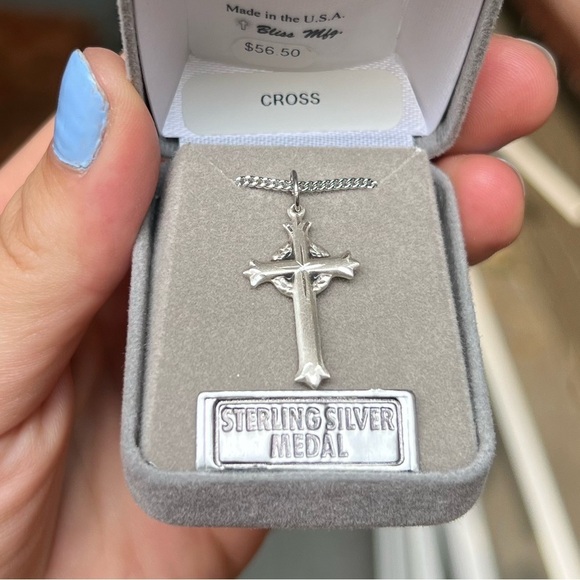 Made in the U.S.A.
Bliss Mfg.
$56.50
CROSS
STERLING SILVER
MEDAL